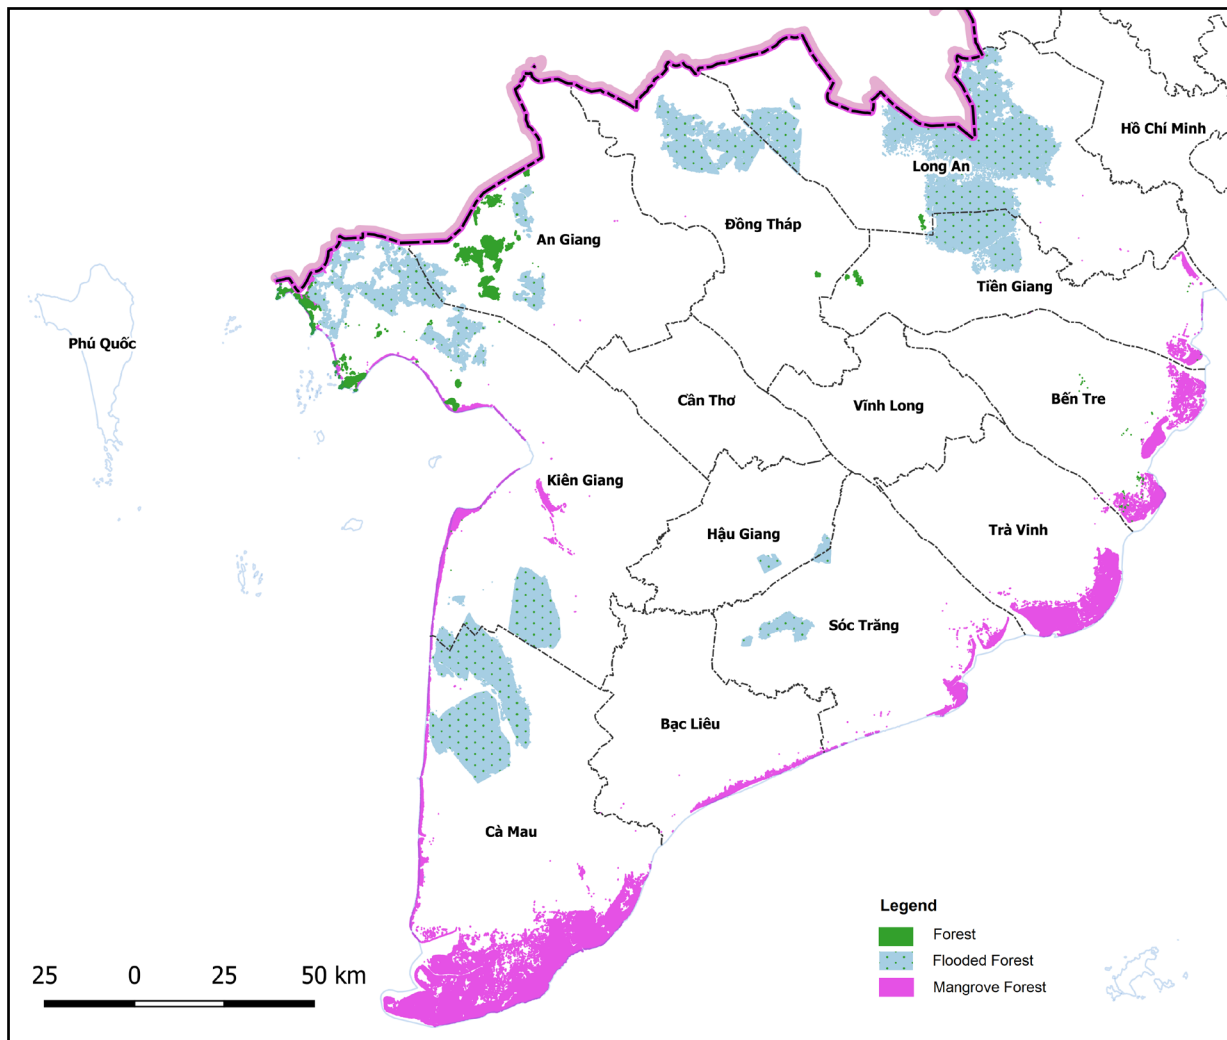 Hồ Chí Minh
Long An
Đồng Tháp
An Giang
Tiền Giang
Phú Quốc
Cân Thơ
Vĩnh Long
Bến Tre
Kiên Giang
Hậu Giang
Trà Vinh
Sóc Trăng
Bạc Liêu
Cà Mau
Legend
Forest
Flooded Forest
Mangrove Forest
25 0 25 50 km